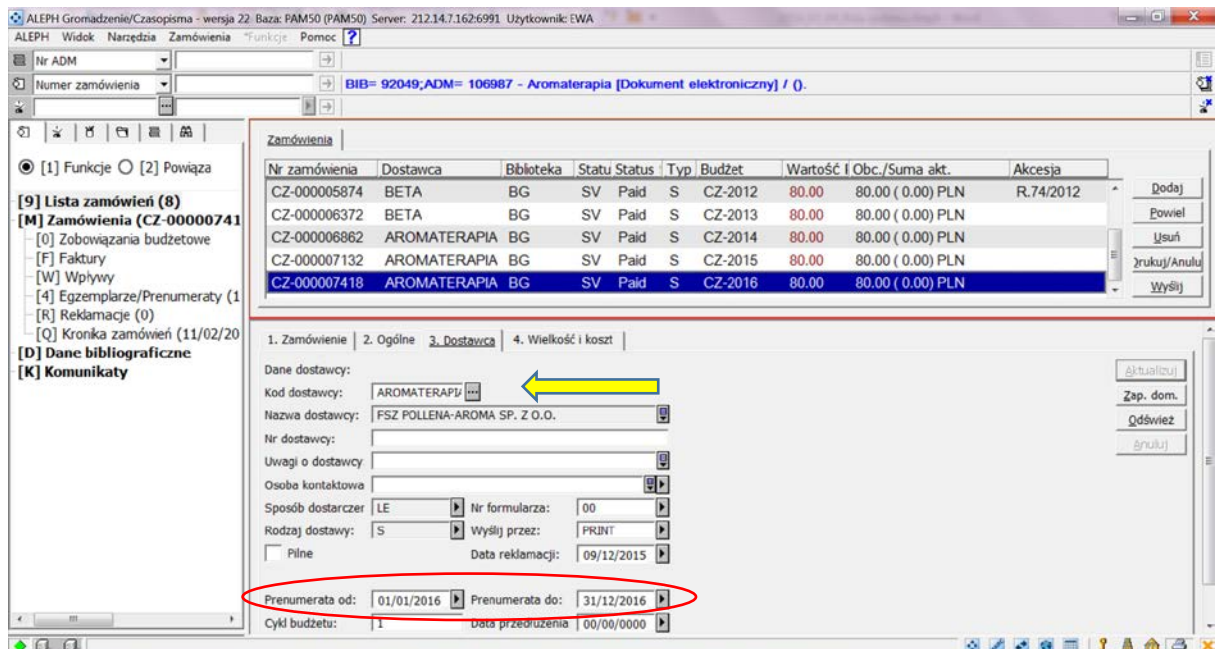 ALEPH Gromadzenie/Czasopisma - wersja 22 Baza: PAM50 (PAM50) Server: 212.14.7.162:6991 Użytkownik: EWA
ALEPH Widok Narzędzia Zamówienia *Funkcje Pomoc ?
Nr ADM
Numer zamówienia BIB= 92049;ADM= 106987 - Aromaterapia [Dokument elektroniczny] / ().
[1] Funkcje [2] Powiąza
[9] Lista zamówień (8)
[M] Zamówienia (CZ-00000741
[0] Zobowiązania budżetowe
[F] Faktury
[W] Wpływy
[4] Egzemplarze/Prenumeraty (1
[R] Reklamacje (0)
[Q] Kronika zamówień (11/02/20
[D] Dane bibliograficzne
[K] Komunikaty
Zamówienia
Nr zamówienia Dostawca Biblioteka Statu Status Typ Budżet Wartość Obc./Suma akt. Akcesja
CZ-000005874 BETA BG SV Paid S CZ-2012 80.00 80.00 ( 0.00) PLN R.74/2012
CZ-000006372 BETA BG SV Paid S CZ-2013 80.00 80.00 ( 0.00) PLN
CZ-000006862 AROMATERAPIA BG SV Paid S CZ-2014 80.00 80.00 ( 0.00) PLN
CZ-000007132 AROMATERAPIA BG SV Paid S CZ-2015 80.00 80.00 ( 0.00) PLN
CZ-000007418 AROMATERAPIA BG SV Paid S CZ-2016 80.00 80.00 ( 0.00) PLN
Dodaj
Powiel
Usuń
rukuj/Anulu
Wyślij
1. Zamówienie 2. Ogólne 3. Dostawca 4. Wielkość i koszt
Dane dostawcy:
Kod dostawcy: AROMATERAPIA
Nazwa dostawcy: FSZ POLLENA-AROMA SP. Z O.O.
Nr dostawcy:
Uwagi o dostawcy
Osoba kontaktowa
Sposób dostarczer LE Nr formularza: 00
Rodzaj dostawy: S Wyślij przez: PRINT
Pilne Data reklamacji: 09/12/2015
Prenumerata od: 01/01/2016 Prenumerata do: 31/12/2016
Cykl budżetu: 1 Data przedłużenia 00/00/0000
Aktualizuj
Zap. dom.
Odśwież
Anuluj